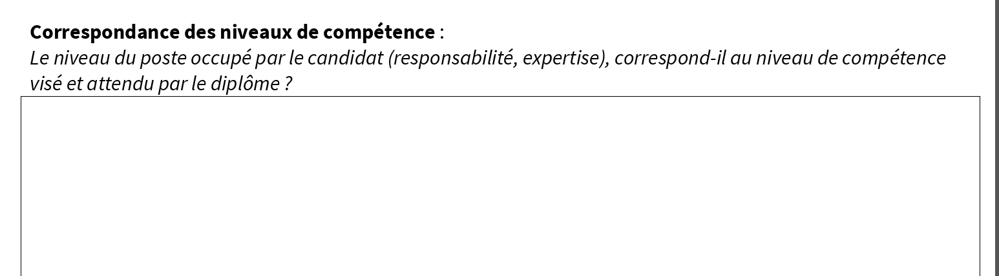 Correspondance des niveaux de compétence :
Le niveau du poste occupé par le candidat (responsabilité, expertise), correspond-il au niveau de compétence
visé et attendu par le diplôme ?